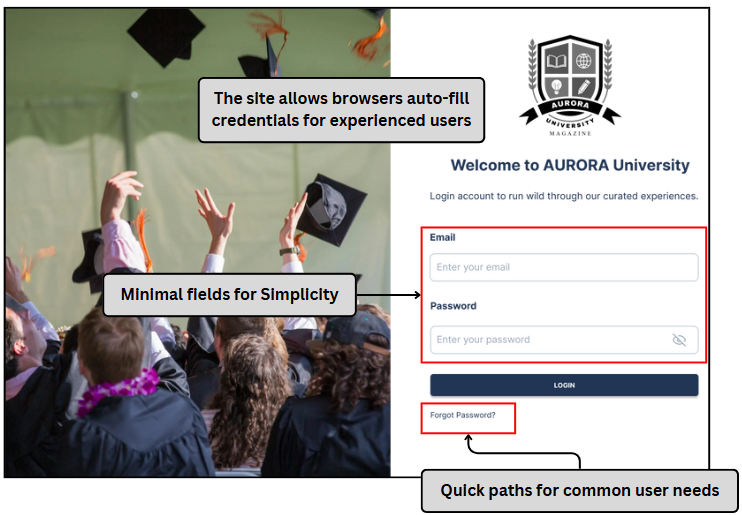 The site allows browsers auto-fill
credentials for experienced users
AURORA
UNIVERSITY
MAGAZINE
Welcome to AURORA University
Login account to run wild through our curated experiences.
Email
Enter your email
Minimal fields for Simplicity
Password
Enter your password
LOGIN
Forgot Password?
Quick paths for common user needs